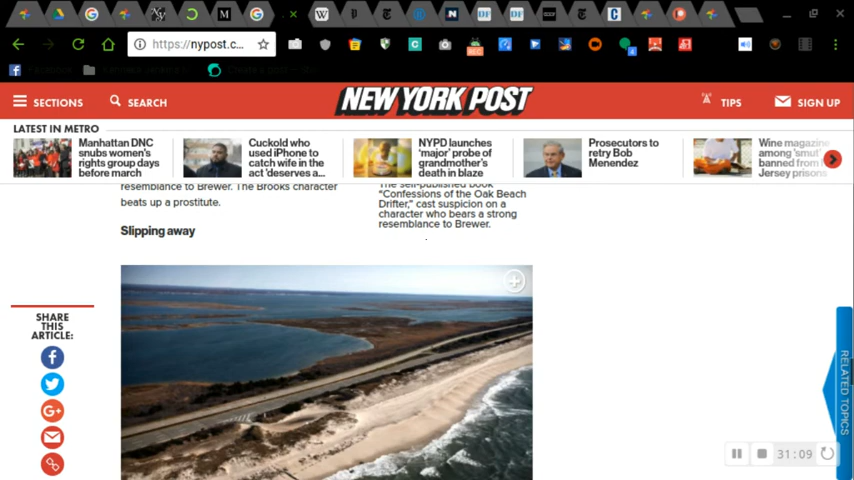 https://nypost.c...
NEW YORK POST
SECTIONS
SEARCH
TIPS
SIGN UP
LATEST IN METRO
Manhattan DNC
snubs women's
rights group days
before march
Cuckold who
used iPhone to
catch wife in the
act 'deserves a...
NYPD launches
'major' probe of
grandmother's
death in blaze
Prosecutors to
retry Bob
Menendez
Wine magazine
among 'smut'
banned from
Jersey prisons
resemblance to Brewer. The Brooks character
beats up a prostitute.
The self-published book
“Confessions of the Oak Beach
Drifter,” cast suspicion on a
character who bears a strong
resemblance to Brewer.
Slipping away
SHARE
THIS
ARTICLE:
RELATED TOPICS
31:09